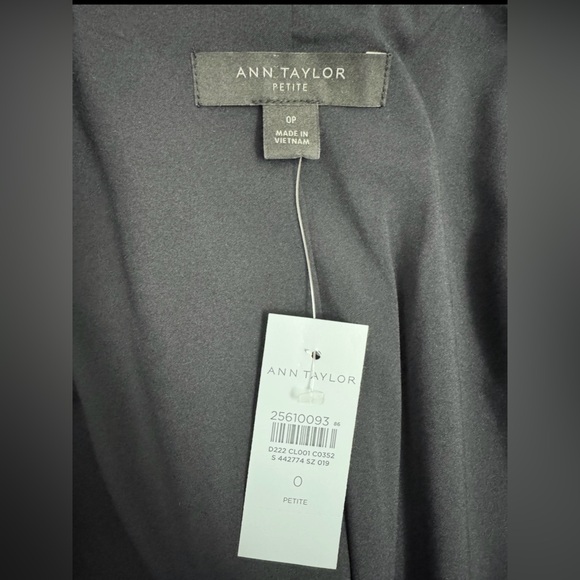 ANN TAYLOR
PETITE
0P
MADE IN
VIETNAM
ANN TAYLOR
25610093
D222 CL001 C0352
S 442774 SZ 019
0
PETITE